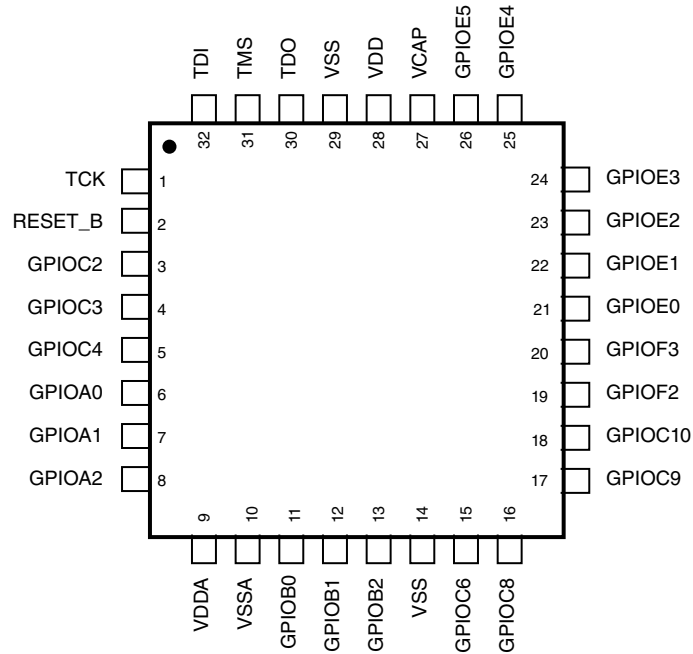 TDI
TMS
TDO
VSS
VDD
VCAP
GPIOE5
GPIOE4
32
31
30
29
28
27
26
25
TCK 1
RESET_B 2
GPIOC2 3
GPIOC3 4
GPIOC4 5
GPIOA0 6
GPIOA1 7
GPIOA2 8
24 GPIOE3
23 GPIOE2
22 GPIOE1
21 GPIOE0
20 GPIOF3
19 GPIOF2
18 GPIOC10
17 GPIOC9
9
10
11
12
13
14
15
16
VDDA
VSSA
GPIOB0
GPIOB1
GPIOB2
VSS
GPIOC6
GPIOC8